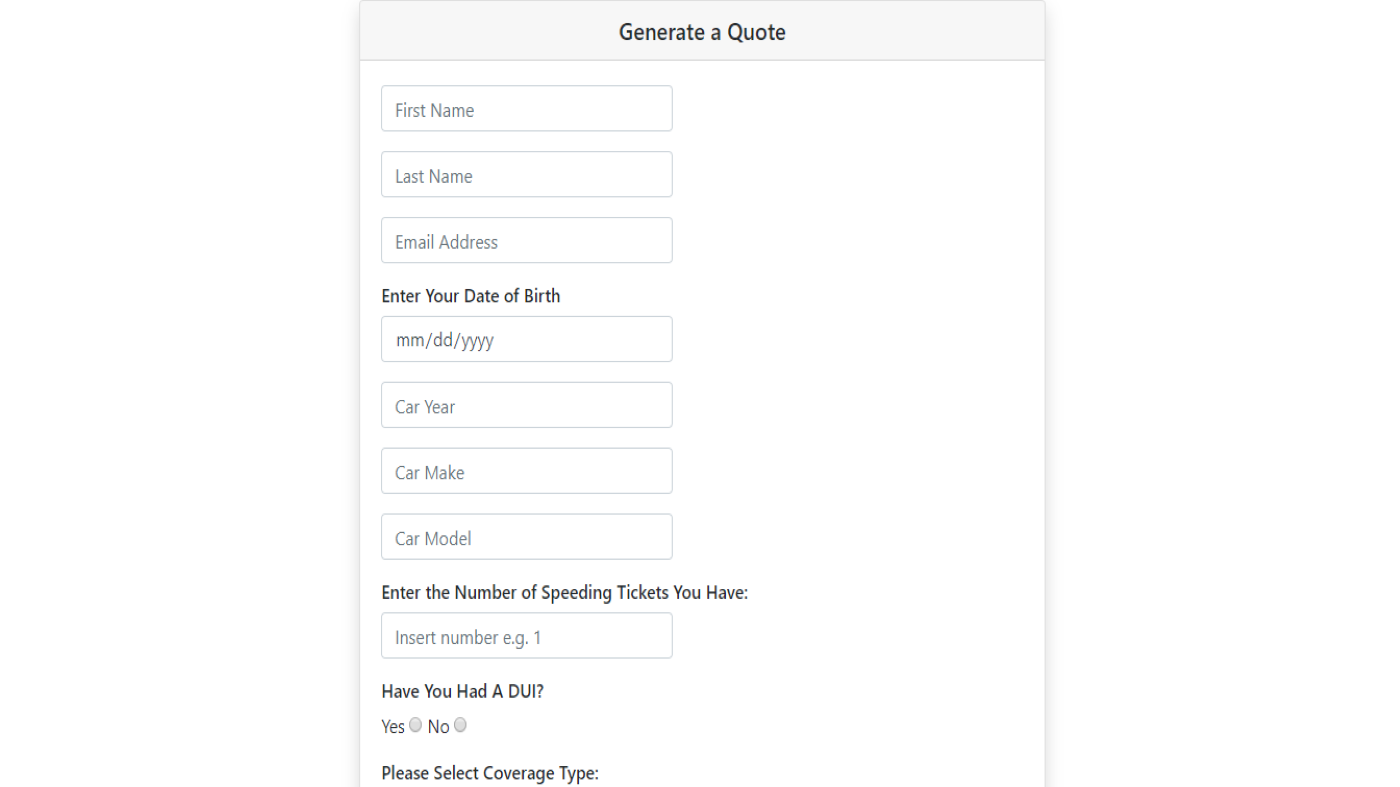 Generate a Quote
First Name
Last Name
Email Address
Enter Your Date of Birth
mm/dd/yyyy
Car Year
Car Make
Car Model
Enter the Number of Speeding Tickets You Have:
Insert number e.g. 1
Have You Had A DUI?
Yes No
Please Select Coverage Type: